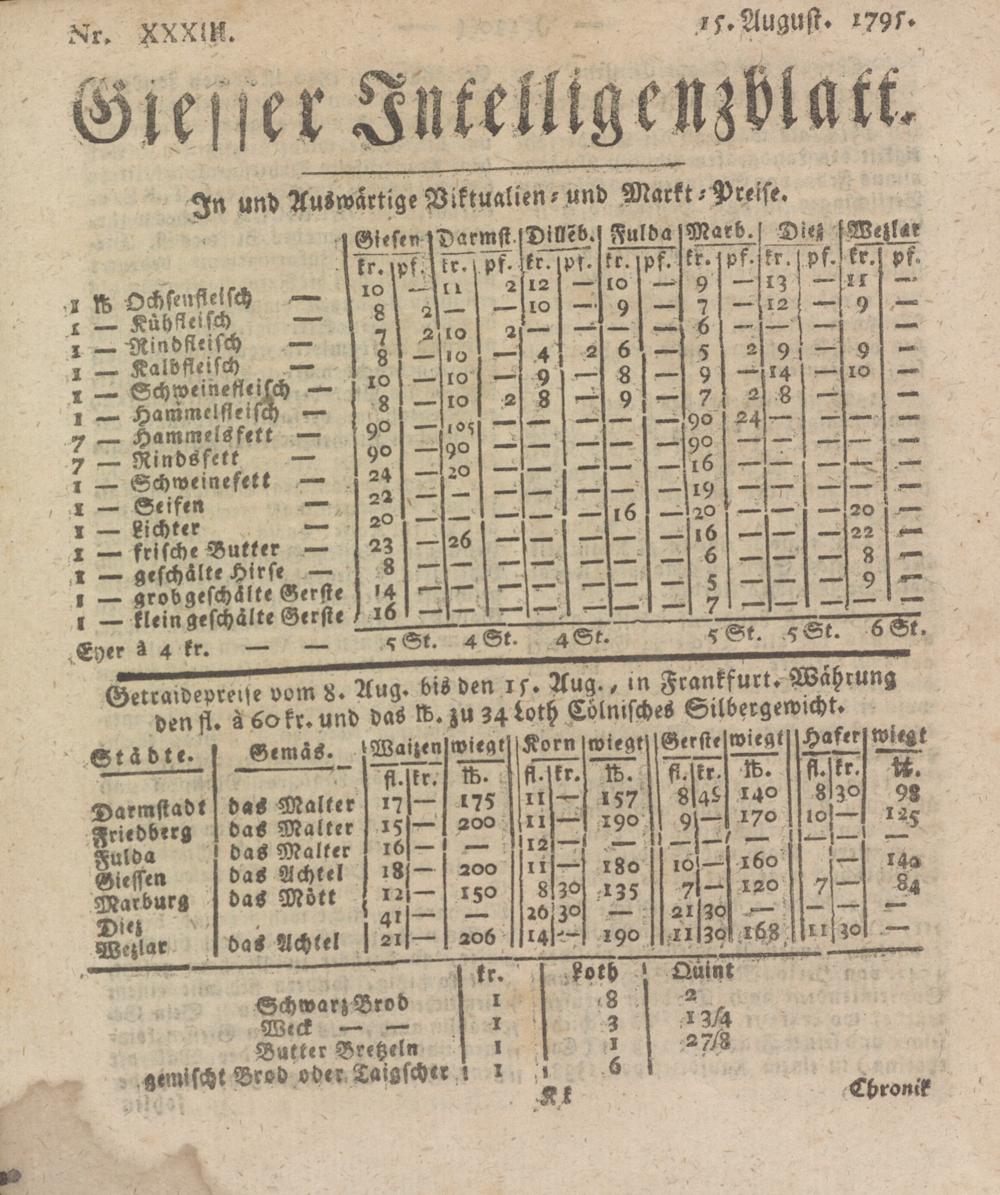 Nr. XXXIII. 15. Auguſt. 1795.
Gieſſer Intelligenzblatt.
In und Auswärtige Viktualien- und Markt-Preiſe.
Gieſen Darmſt. Dilleb. Fulda Marb. Diez Wezlar
kr. pf. kr. pf. kr. pf. kr. pf. kr. pf. kr. pf. kr. pf.
1 ℔ Ochſenfleiſch — 10 — 11 2 12 — 10 — 9 — 13 — 11 —
1 — Kühfleiſch — 8 2 — — 10 — 9 — 7 — 12 — 9 —
1 — Rindfleiſch — 7 2 10 2 — — — — 6 — — — — —
1 — Kalbfleiſch — 8 — 10 — 4 2 6 — 5 2 9 — 9 —
1 — Schweinefleiſch — 10 — 10 — 9 — 8 — 9 — 14 — 10 —
1 — Hammelfleiſch — 8 — 10 2 8 — 9 — 7 2 8 — — —
7 — Hammelsfett — 90 — 105 — — — — — 90 24 — — — —
7 — Rindsfett — 90 — 90 — — — — — 90 — — — — —
1 — Schweinefett — 24 — 20 — — — — — 16 — — — — —
1 — Seifen — 22 — — — — — — — 19 — — — — —
1 — Lichter — 20 — — — — — 16 — 20 — — — 20 —
1 — friſche Butter — 23 — 26 — — — — — 16 — — — 22 —
1 — geſchälte Hirſe — 8 — — — — — — — 6 — — — 8 —
1 — grobgeſchälte Gerſte 14 — — — — — — — 5 — — — 9 —
1 — kleingeſchälte Gerſte 16 — — — — — — — 7 — — — — —
Eyer à 4 kr. — — 5 St. 4 St. 4 St. 5 St. 5 St. 6 St.
Getraidepreiſe vom 8. Aug. bis den 15. Aug., in Frankfurt. Währung
den fl. à 60 kr. und das ℔. zu 34 Loth Cölniſches Silbergewicht.
Städte. Gemäs. Waizen wiegt Korn wiegt Gerſte wiegt Hafer wiegt
fl. kr. ℔. fl. kr. ℔. fl. kr. ℔. fl. kr. ℔.
Darmſtadt das Malter 17 — 175 11 — 157 8 45 140 8 30 98
Friedberg das Malter 15 — 200 11 — 190 9 — 170 10 — 125
Fulda das Malter 16 — — 12 — — — — — — — —
Gieſſen das Achtel 18 — 200 11 — 180 10 — 160 — 140
Marburg das Mött 12 — 150 8 30 135 7 — 120 7 — 84
Diez 41 — — 26 30 — 21 30 — — — —
Wezlar das Achtel 21 — 206 14 — 190 11 30 168 11 30 —
kr. Loth Quint
Schwarz Brod 1 8 2
Weck — — 1 3 1 3/4
Butter Bretzeln 1 1 2 7/8
gemiſcht Brod oder Taigſcher 1 6
Kk Chronik